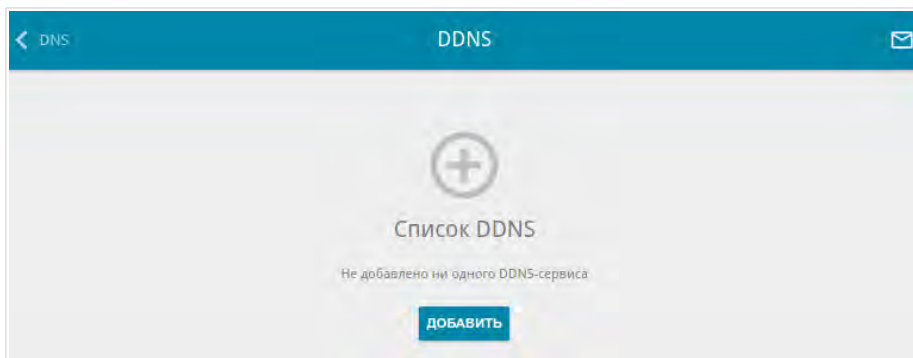 DNS
DDNS
Список DDNS
Не добавлено ни одного DDNS-сервиса
ДОБАВИТЬ